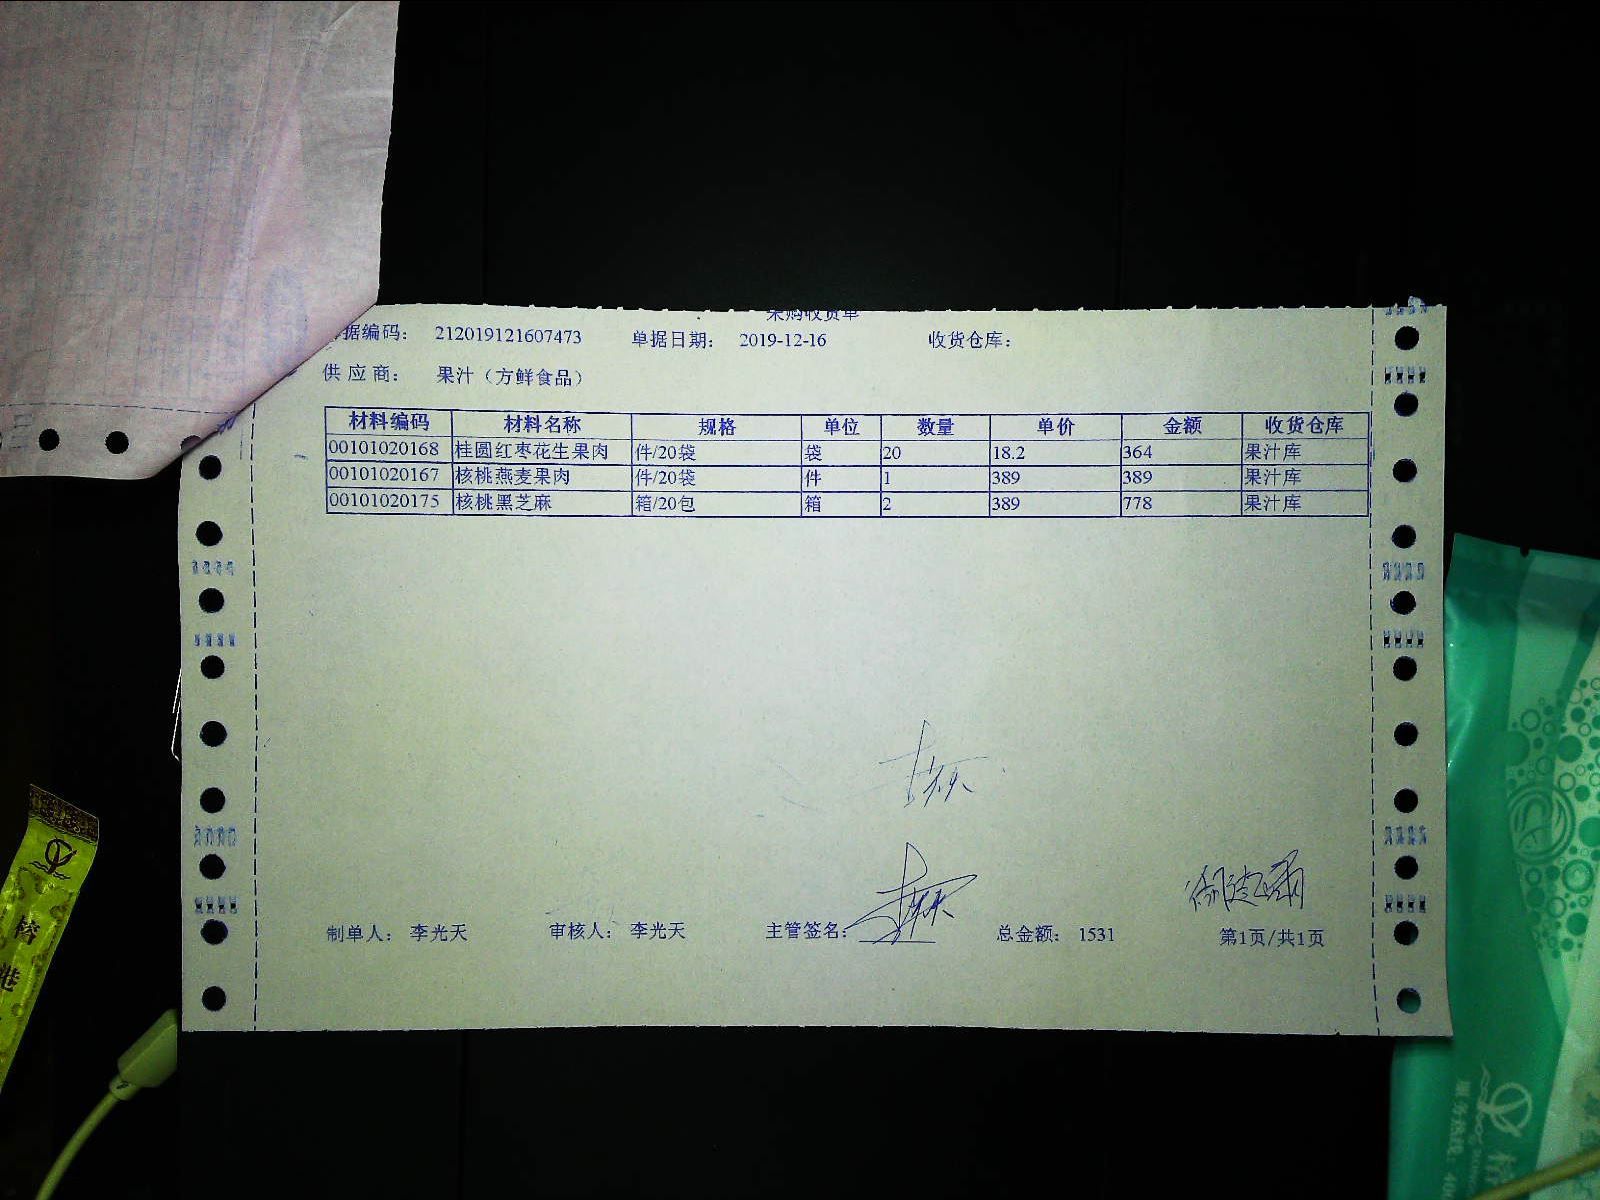 采购收货单
据编码: 212019121607473 单据日期: 2019-12-16 收货仓库:
供应商: 果汁（方鲜食品）
材料编码 材料名称 规格 单位 数量 单价 金额 收货仓库
00101020168 桂圆红枣花生果肉 件/20袋 袋 20 18.2 364 果汁库
00101020167 核桃燕麦果肉 件/20袋 件 1 389 389 果汁库
00101020175 核桃黑芝麻 箱/20包 箱 2 389 778 果汁库
制单人: 李光天 审核人: 李光天 主管签名: 总金额: 1531 第1页/共1页